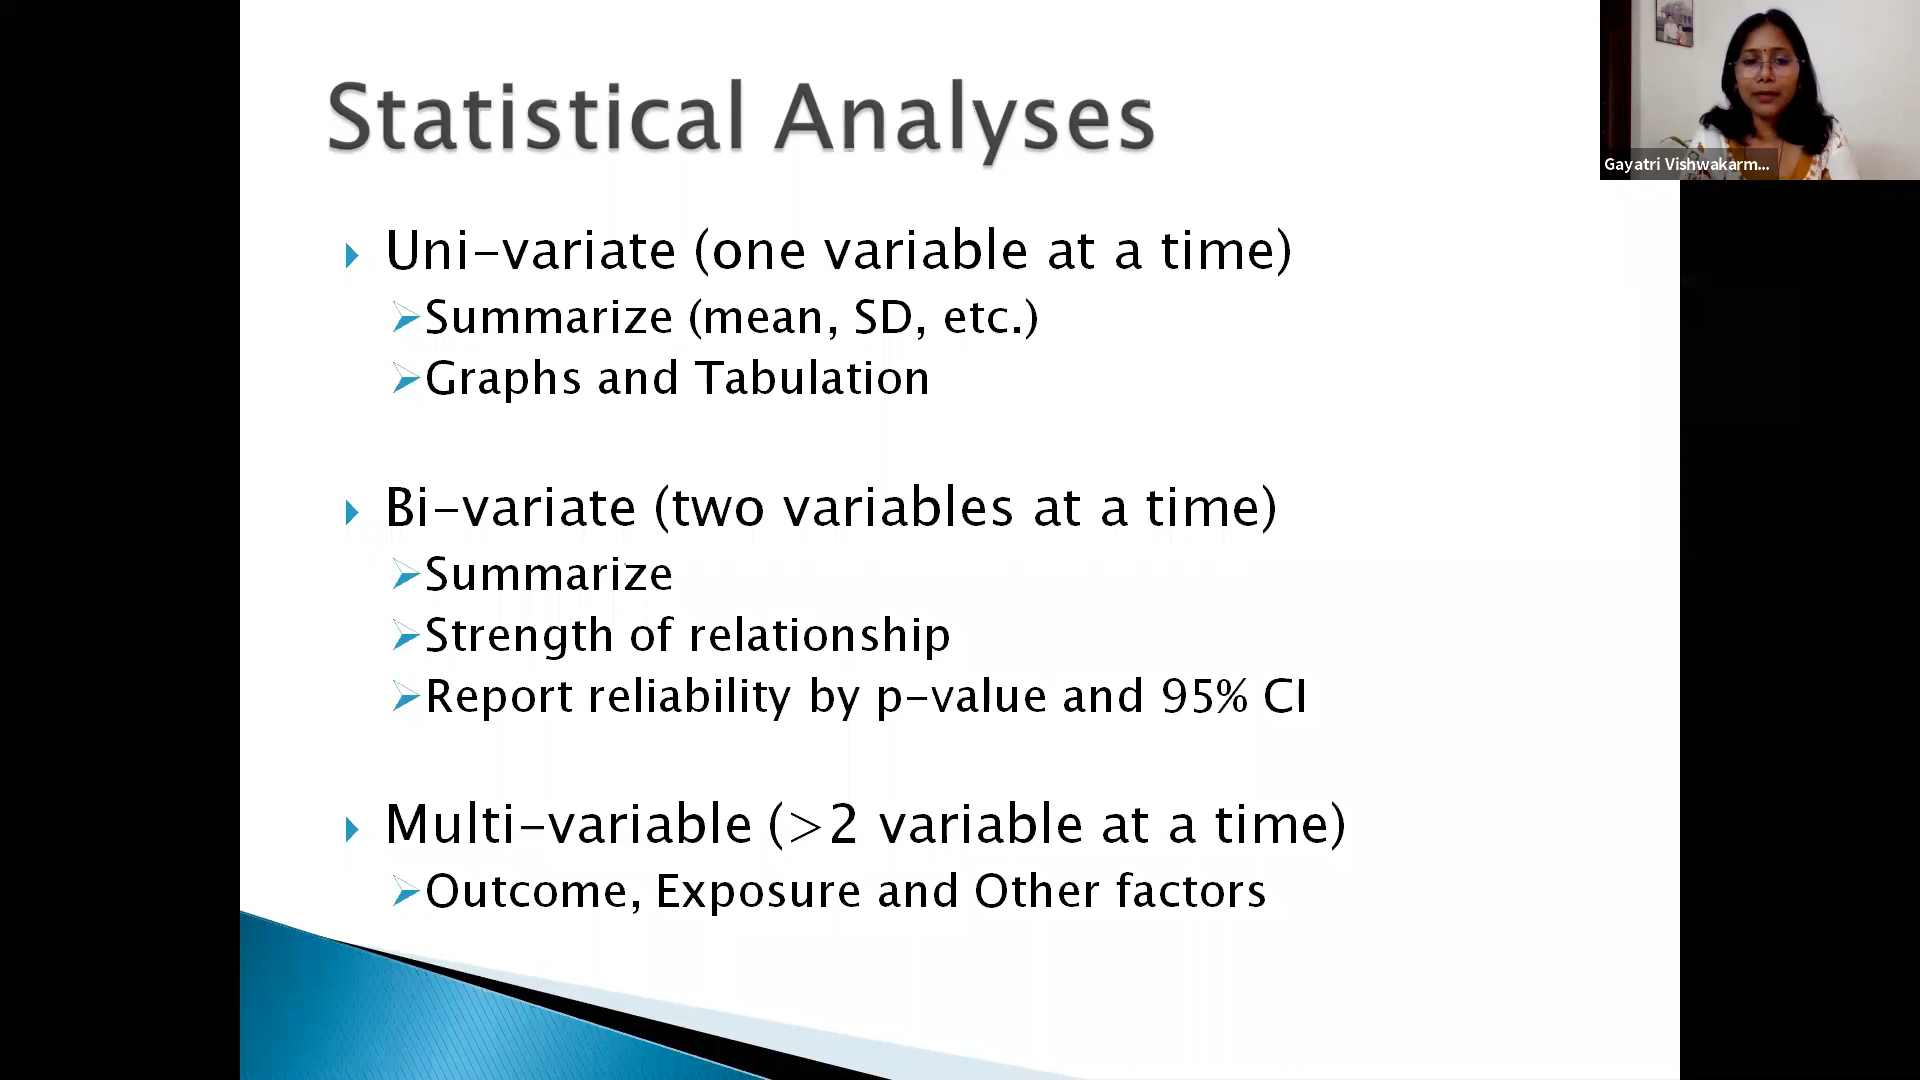 Statistical Analyses
Uni-variate (one variable at a time)
Summarize (mean, SD, etc.)
Graphs and Tabulation
Bi-variate (two variables at a time)
Summarize
Strength of relationship
Report reliability by p-value and 95% CI
Multi-variable (>2 variable at a time)
Outcome, Exposure and Other factors
Gayatri Vishwakarm...